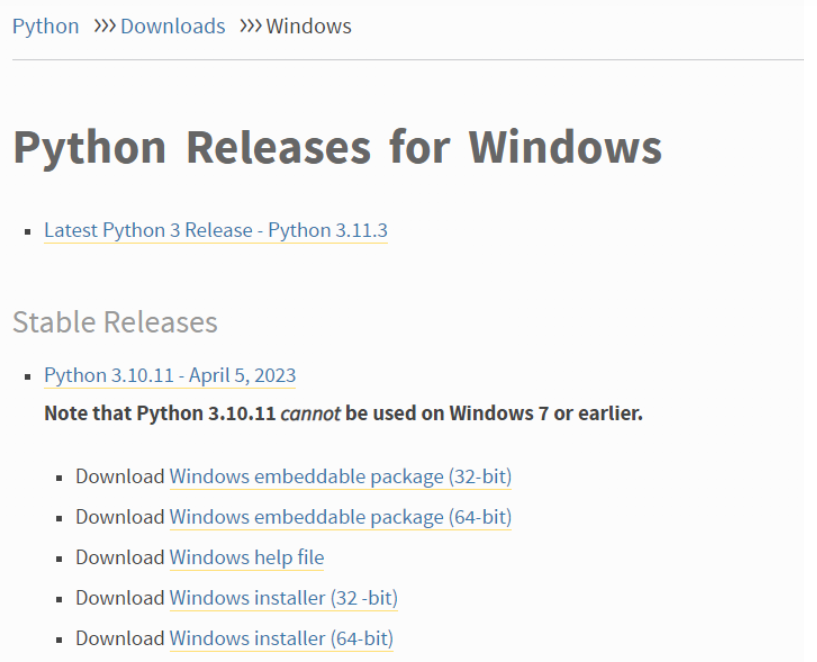 Python >>> Downloads >>> Windows
Python Releases for Windows
Latest Python 3 Release - Python 3.11.3
Stable Releases
Python 3.10.11 - April 5, 2023
Note that Python 3.10.11 cannot be used on Windows 7 or earlier.
Download Windows embeddable package (32-bit)
Download Windows embeddable package (64-bit)
Download Windows help file
Download Windows installer (32 -bit)
Download Windows installer (64-bit)